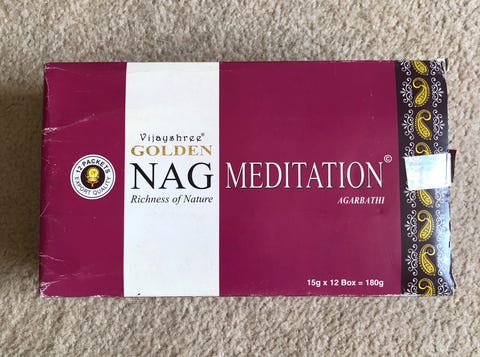 Vijayshree®
GOLDEN
NAG MEDITATION©
Richness of Nature
AGARBATHI
12 PACKETS
EXPORT QUALITY
15g x 12 Box = 180g